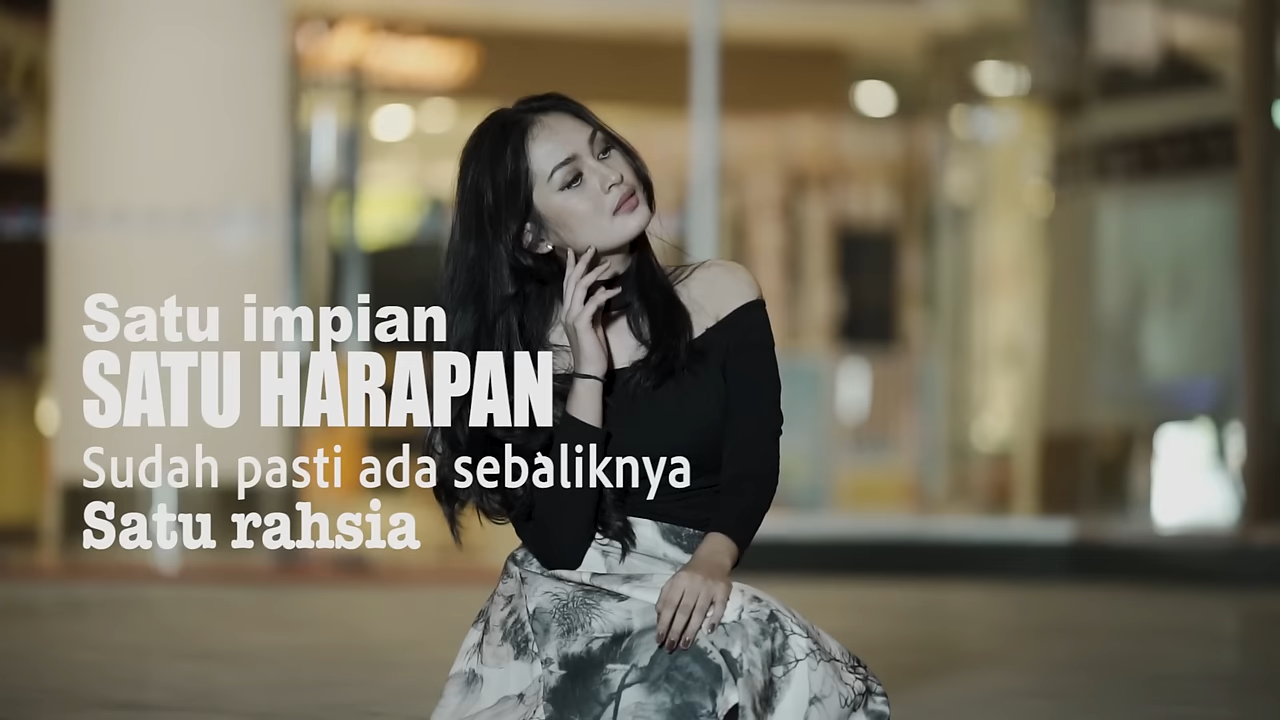 Satu impian
SATU HARAPAN
Sudah pasti ada sebaliknya
Satu rahsia